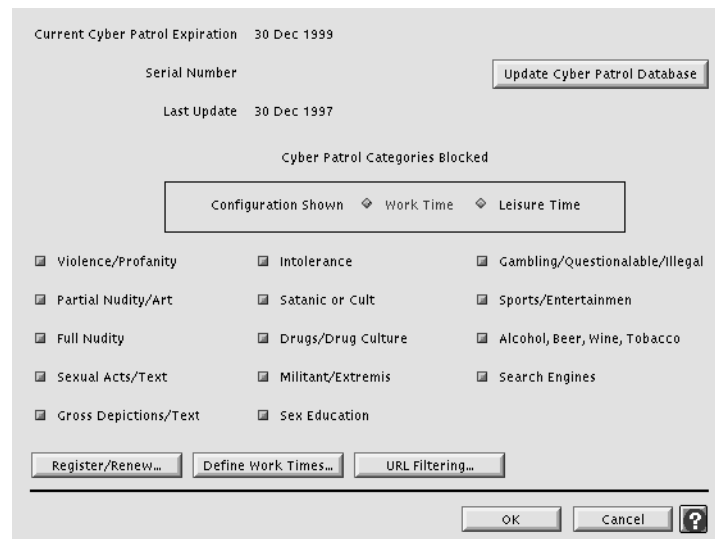 Current Cyber Patrol Expiration 30 Dec 1999
Serial Number
Update Cyber Patrol Database
Last Update 30 Dec 1997
Cyber Patrol Categories Blocked
Configuration Shown Work Time Leisure Time
Violence/Profanity Intolerance Gambling/Questionalable/Illegal
Partial Nudity/Art Satanic or Cult Sports/Entertainmen
Full Nudity Drugs/Drug Culture Alcohol, Beer, Wine, Tobacco
Sexual Acts/Text Militant/Extremis Search Engines
Gross Depictions/Text Sex Education
Register/Renew... Define Work Times... URL Filtering...
OK Cancel ?